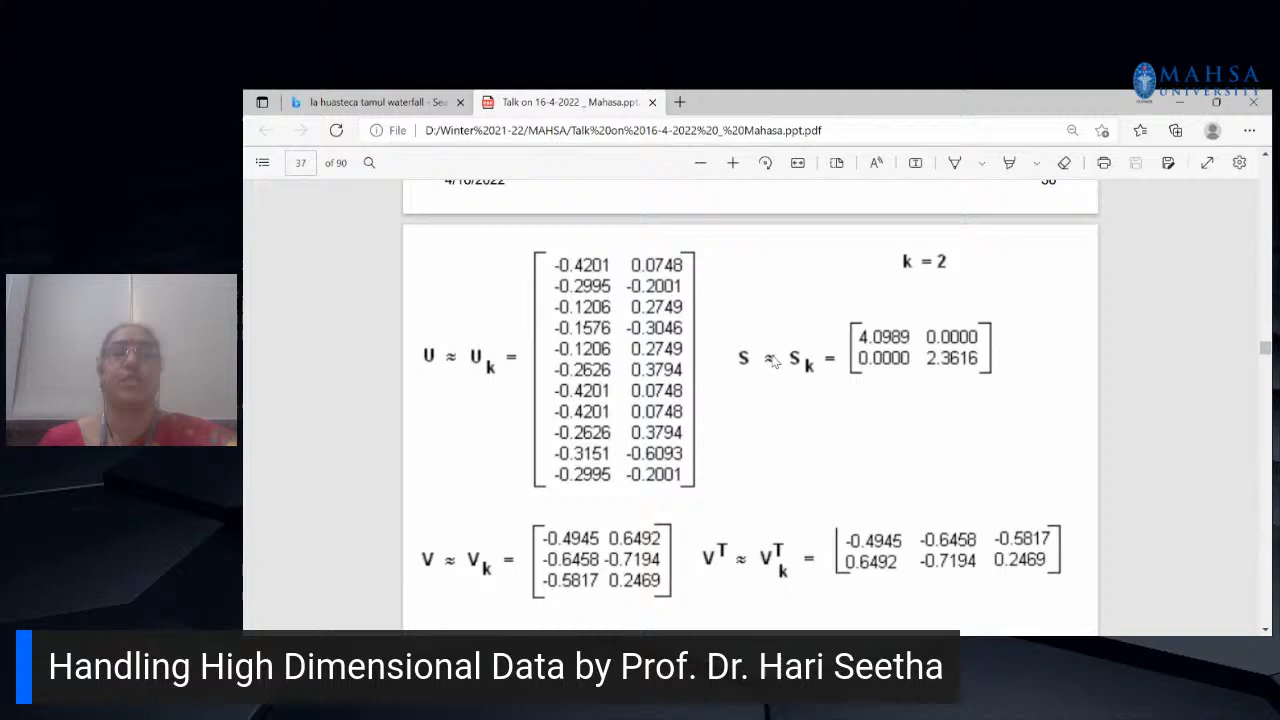 MAHSA
UNIVERSITY
la huasteca tamul waterfall - Sea
Talk on 16-4-2022 _ Mahasa.ppt.
File
D:/Winter%2021-22/MAHSA/Talk%20on%2016-4-2022%20_%20Mahasa.ppt.pdf
37 of 90
4/16/2022
36
k = 2
U ≈ U k =
-0.4201 0.0748
-0.2995 -0.2001
-0.1206 0.2749
-0.1576 -0.3046
-0.1206 0.2749
-0.2626 0.3794
-0.4201 0.0748
-0.4201 0.0748
-0.2626 0.3794
-0.3151 -0.6093
-0.2995 -0.2001
S ≈ S k =
4.0989 0.0000
0.0000 2.3616
V ≈ V k =
-0.4945 0.6492
-0.6458 -0.7194
-0.5817 0.2469
V T ≈ V T k =
-0.4945 -0.6458 -0.5817
0.6492 -0.7194 0.2469
Handling High Dimensional Data by Prof. Dr. Hari Seetha